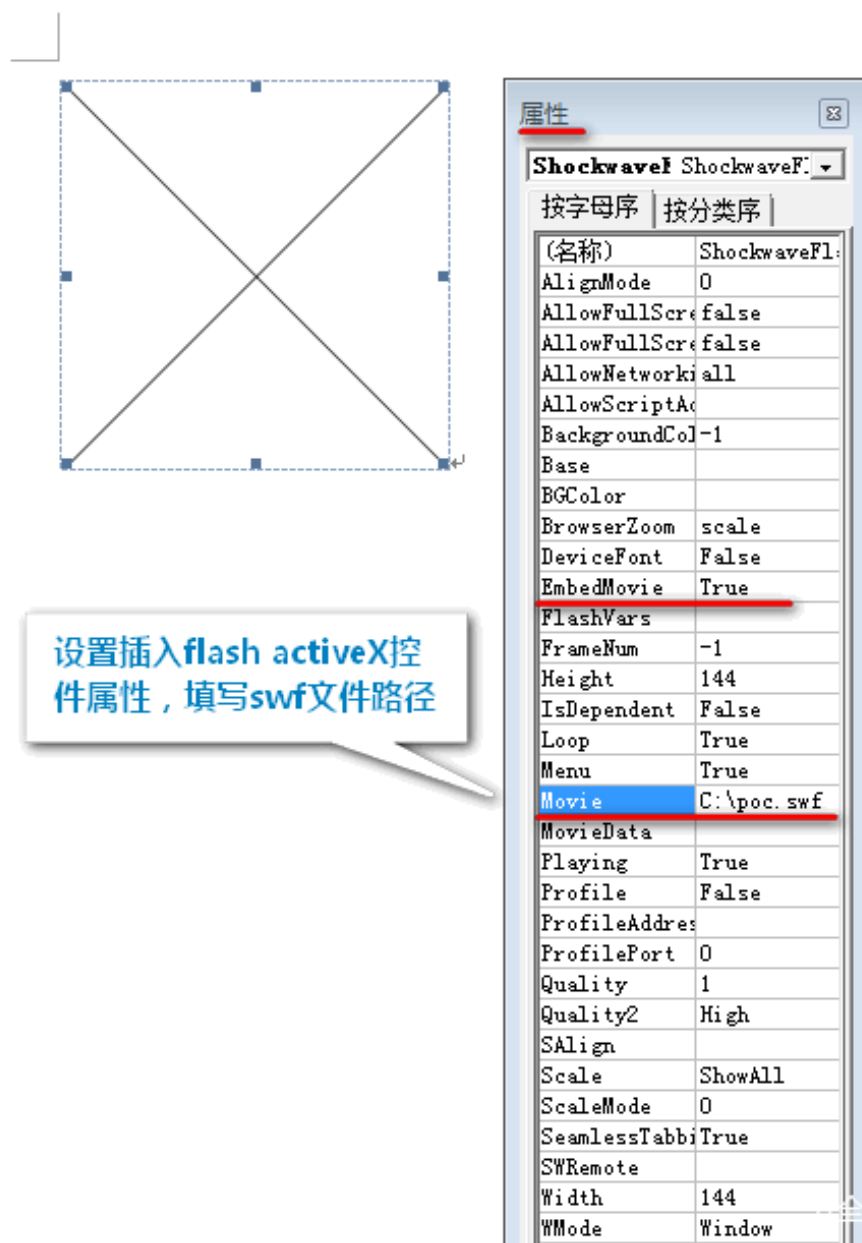 属性
ShockwaveF ShockwaveFl
按字母序 按分类序
(名称) ShockwaveFl
AlignMode 0
AllowFullScre false
AllowFullScre false
AllowNetworki all
AllowScriptAc
BackgroundCol -1
Base
BGColor
BrowserZoom scale
DeviceFont False
EmbedMovie True
FlashVars
FrameNum -1
Height 144
IsDependent False
Loop True
Menu True
Movie C:\poc.swf
MovieData
Playing True
Profile False
ProfileAddres
ProfilePort 0
Quality 1
Quality2 High
SAlign
Scale ShowAll
ScaleMode 0
SeamlessTabbi True
SWRemote
Width 144
WMode Window
设置插入flash activeX控
件属性，填写swf文件路径